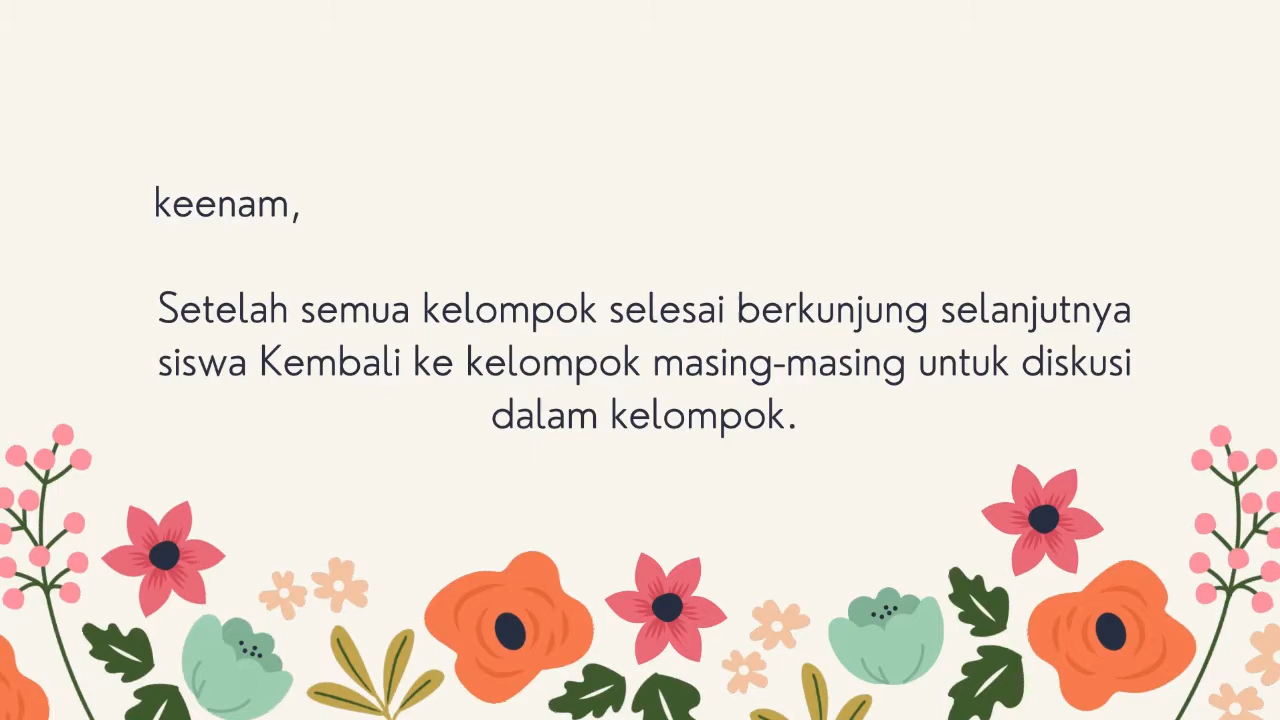 keenam,
Setelah semua kelompok selesai berkunjung selanjutnya
siswa Kembali ke kelompok masing-masing untuk diskusi
dalam kelompok.